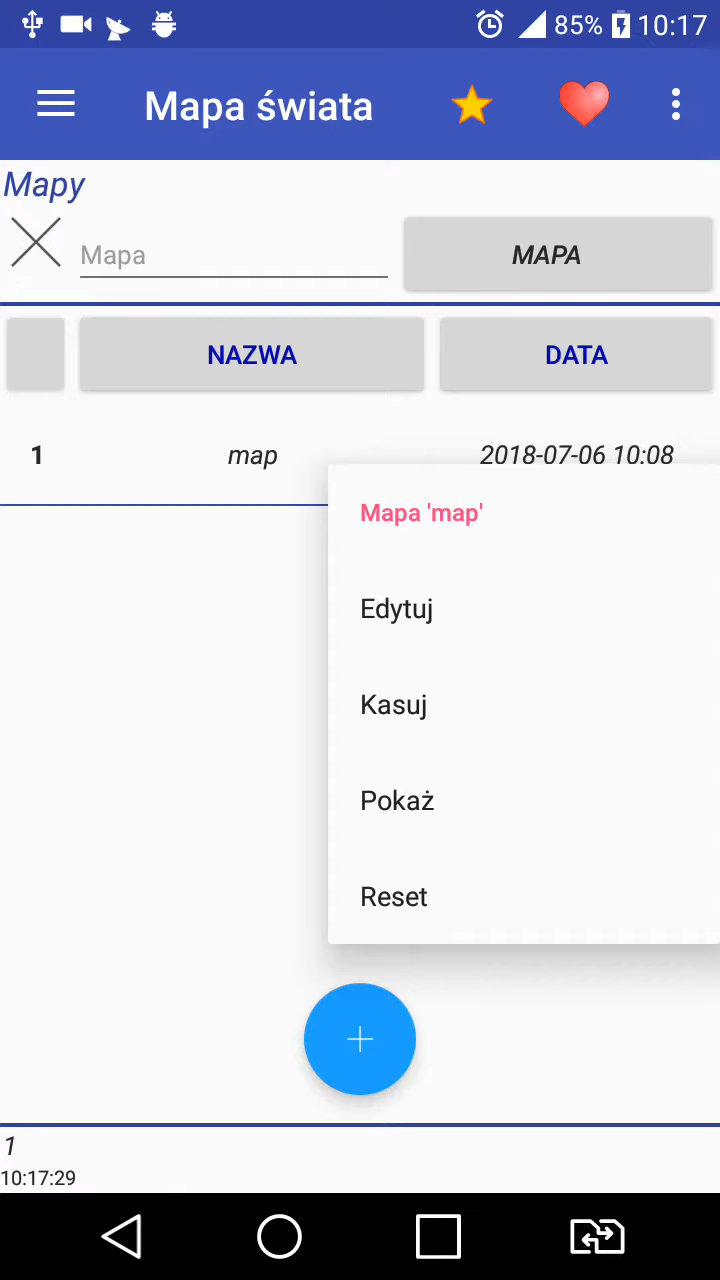 85% 10:17
Mapa świata
Mapy
Mapa MAPA
NAZWA DATA
1 map 2018-07-06 10:08
Mapa 'map'
Edytuj
Kasuj
Pokaż
Reset
1
10:17:29